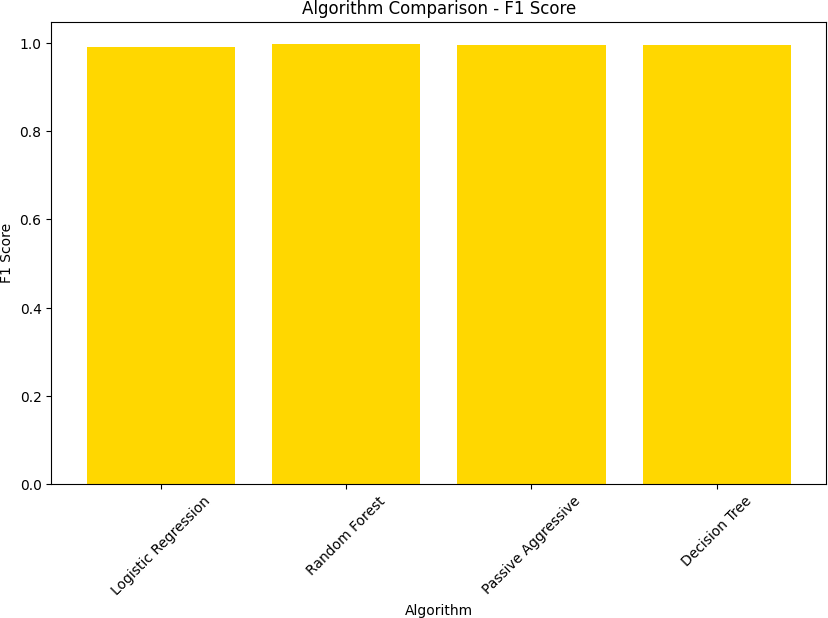 Algorithm Comparison - F1 Score
1.0
0.8
0.6
0.4
0.2
0.0
F1 Score
Logistic Regression
Random Forest
Passive Aggressive
Decision Tree
Algorithm